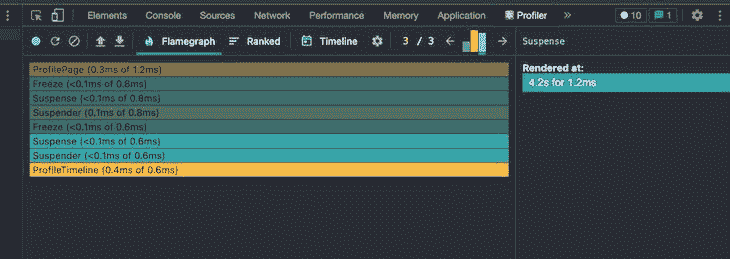 Elements Console Sources Network Performance Memory Application Profiler » 10 1
Flamegraph Ranked Timeline 3 / 3 Suspense
ProfilePage (0.3ms of 1.2ms)
Freeze (<0.1ms of 0.8ms)
Suspense (<0.1ms of 0.8ms)
Suspender (0.1ms of 0.8ms)
Freeze (<0.1ms of 0.6ms)
Suspense (<0.1ms of 0.6ms)
Suspender (<0.1ms of 0.6ms)
ProfileTimeline (0.4ms of 0.6ms)
Rendered at:
4.2s for 1.2ms